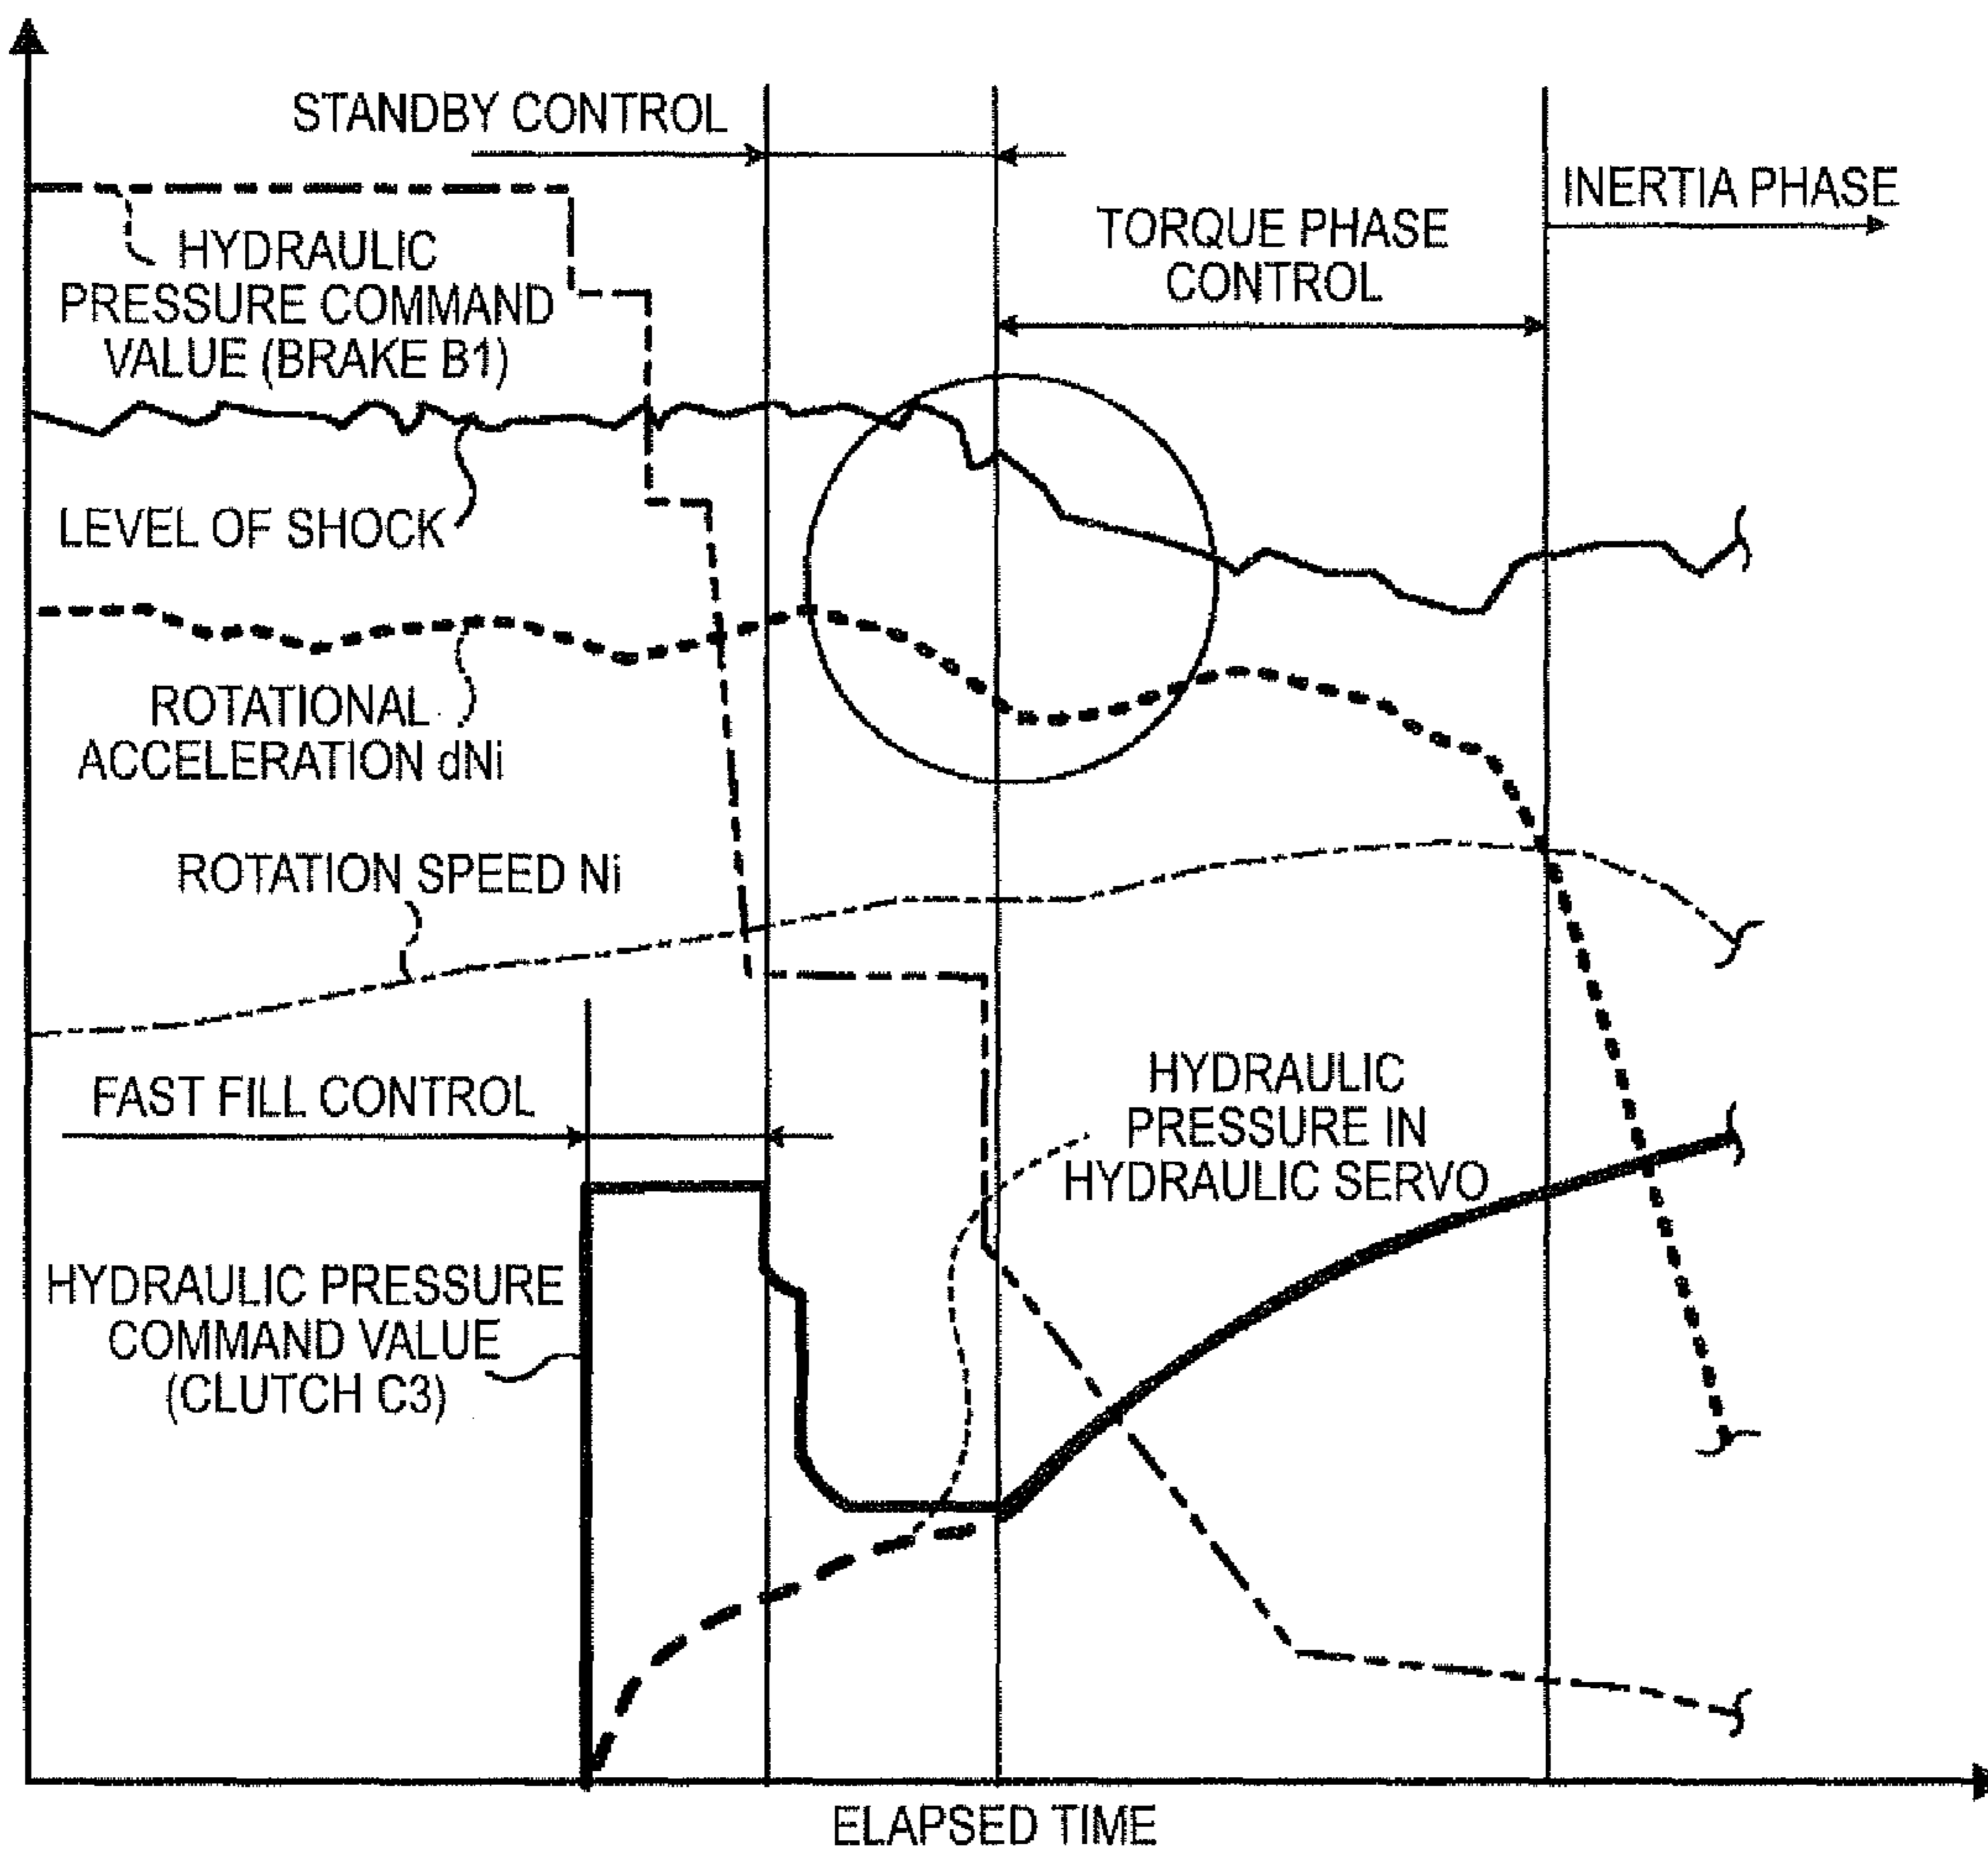 STANDBY CONTROL
INERTIA PHASE
TORQUE PHASE
CONTROL
HYDRAULIC
PRESSURE COMMAND
VALUE (BRAKE B1)
LEVEL OF SHOCK
ROTATIONAL
ACCELERATION dNi
ROTATION SPEED Ni
FAST FILL CONTROL
HYDRAULIC
PRESSURE IN
HYDRAULIC SERVO
HYDRAULIC PRESSURE
COMMAND VALUE
(CLUTCH C3)
ELAPSED TIME